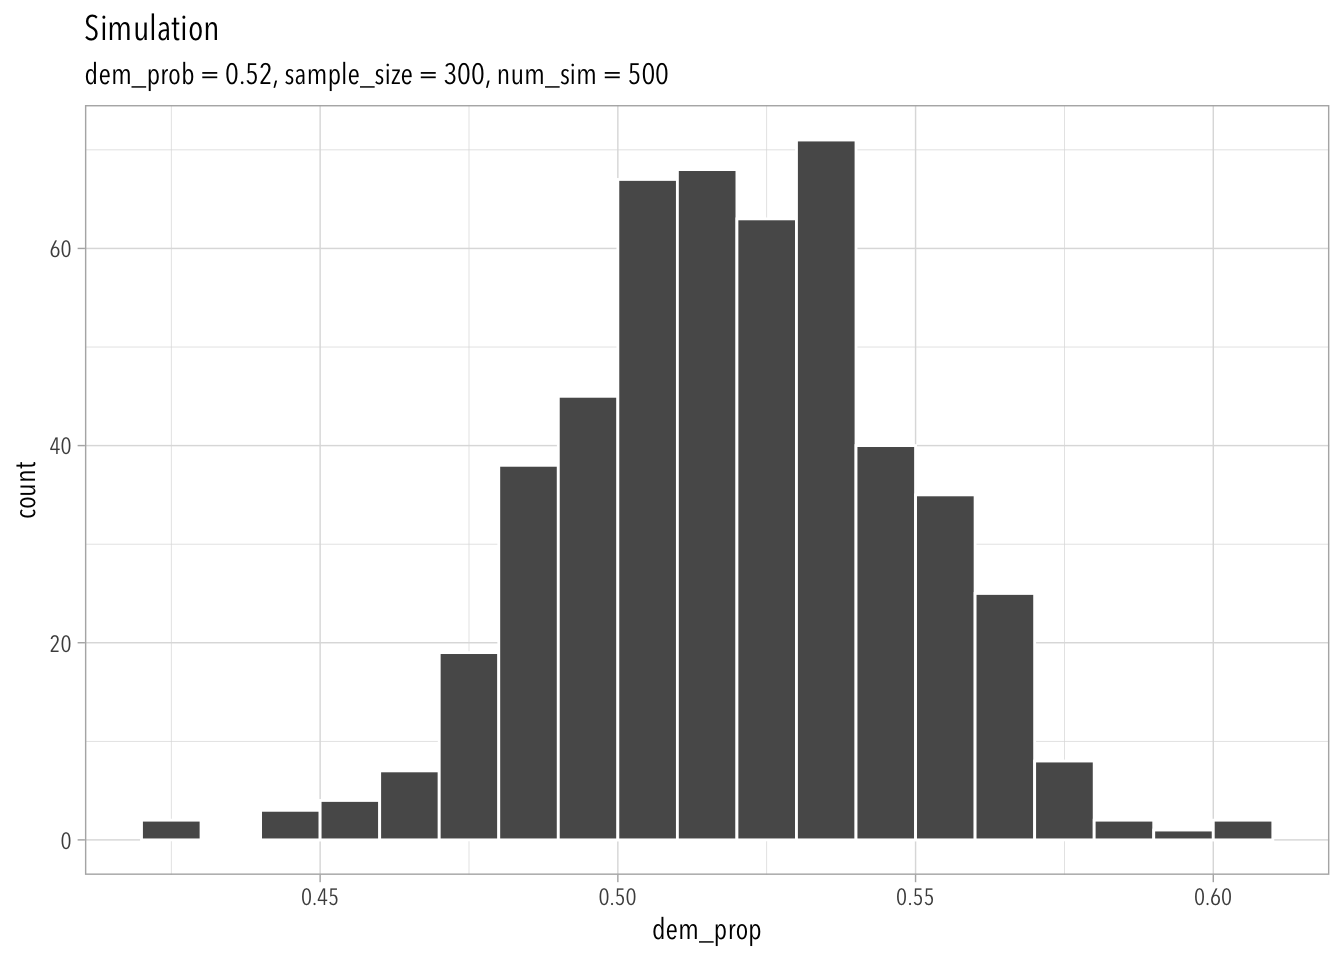 Simulation
dem_prob = 0.52, sample_size = 300, num_sim = 500
60
40
20
0
count
0.45 0.50 0.55 0.60
dem_prop